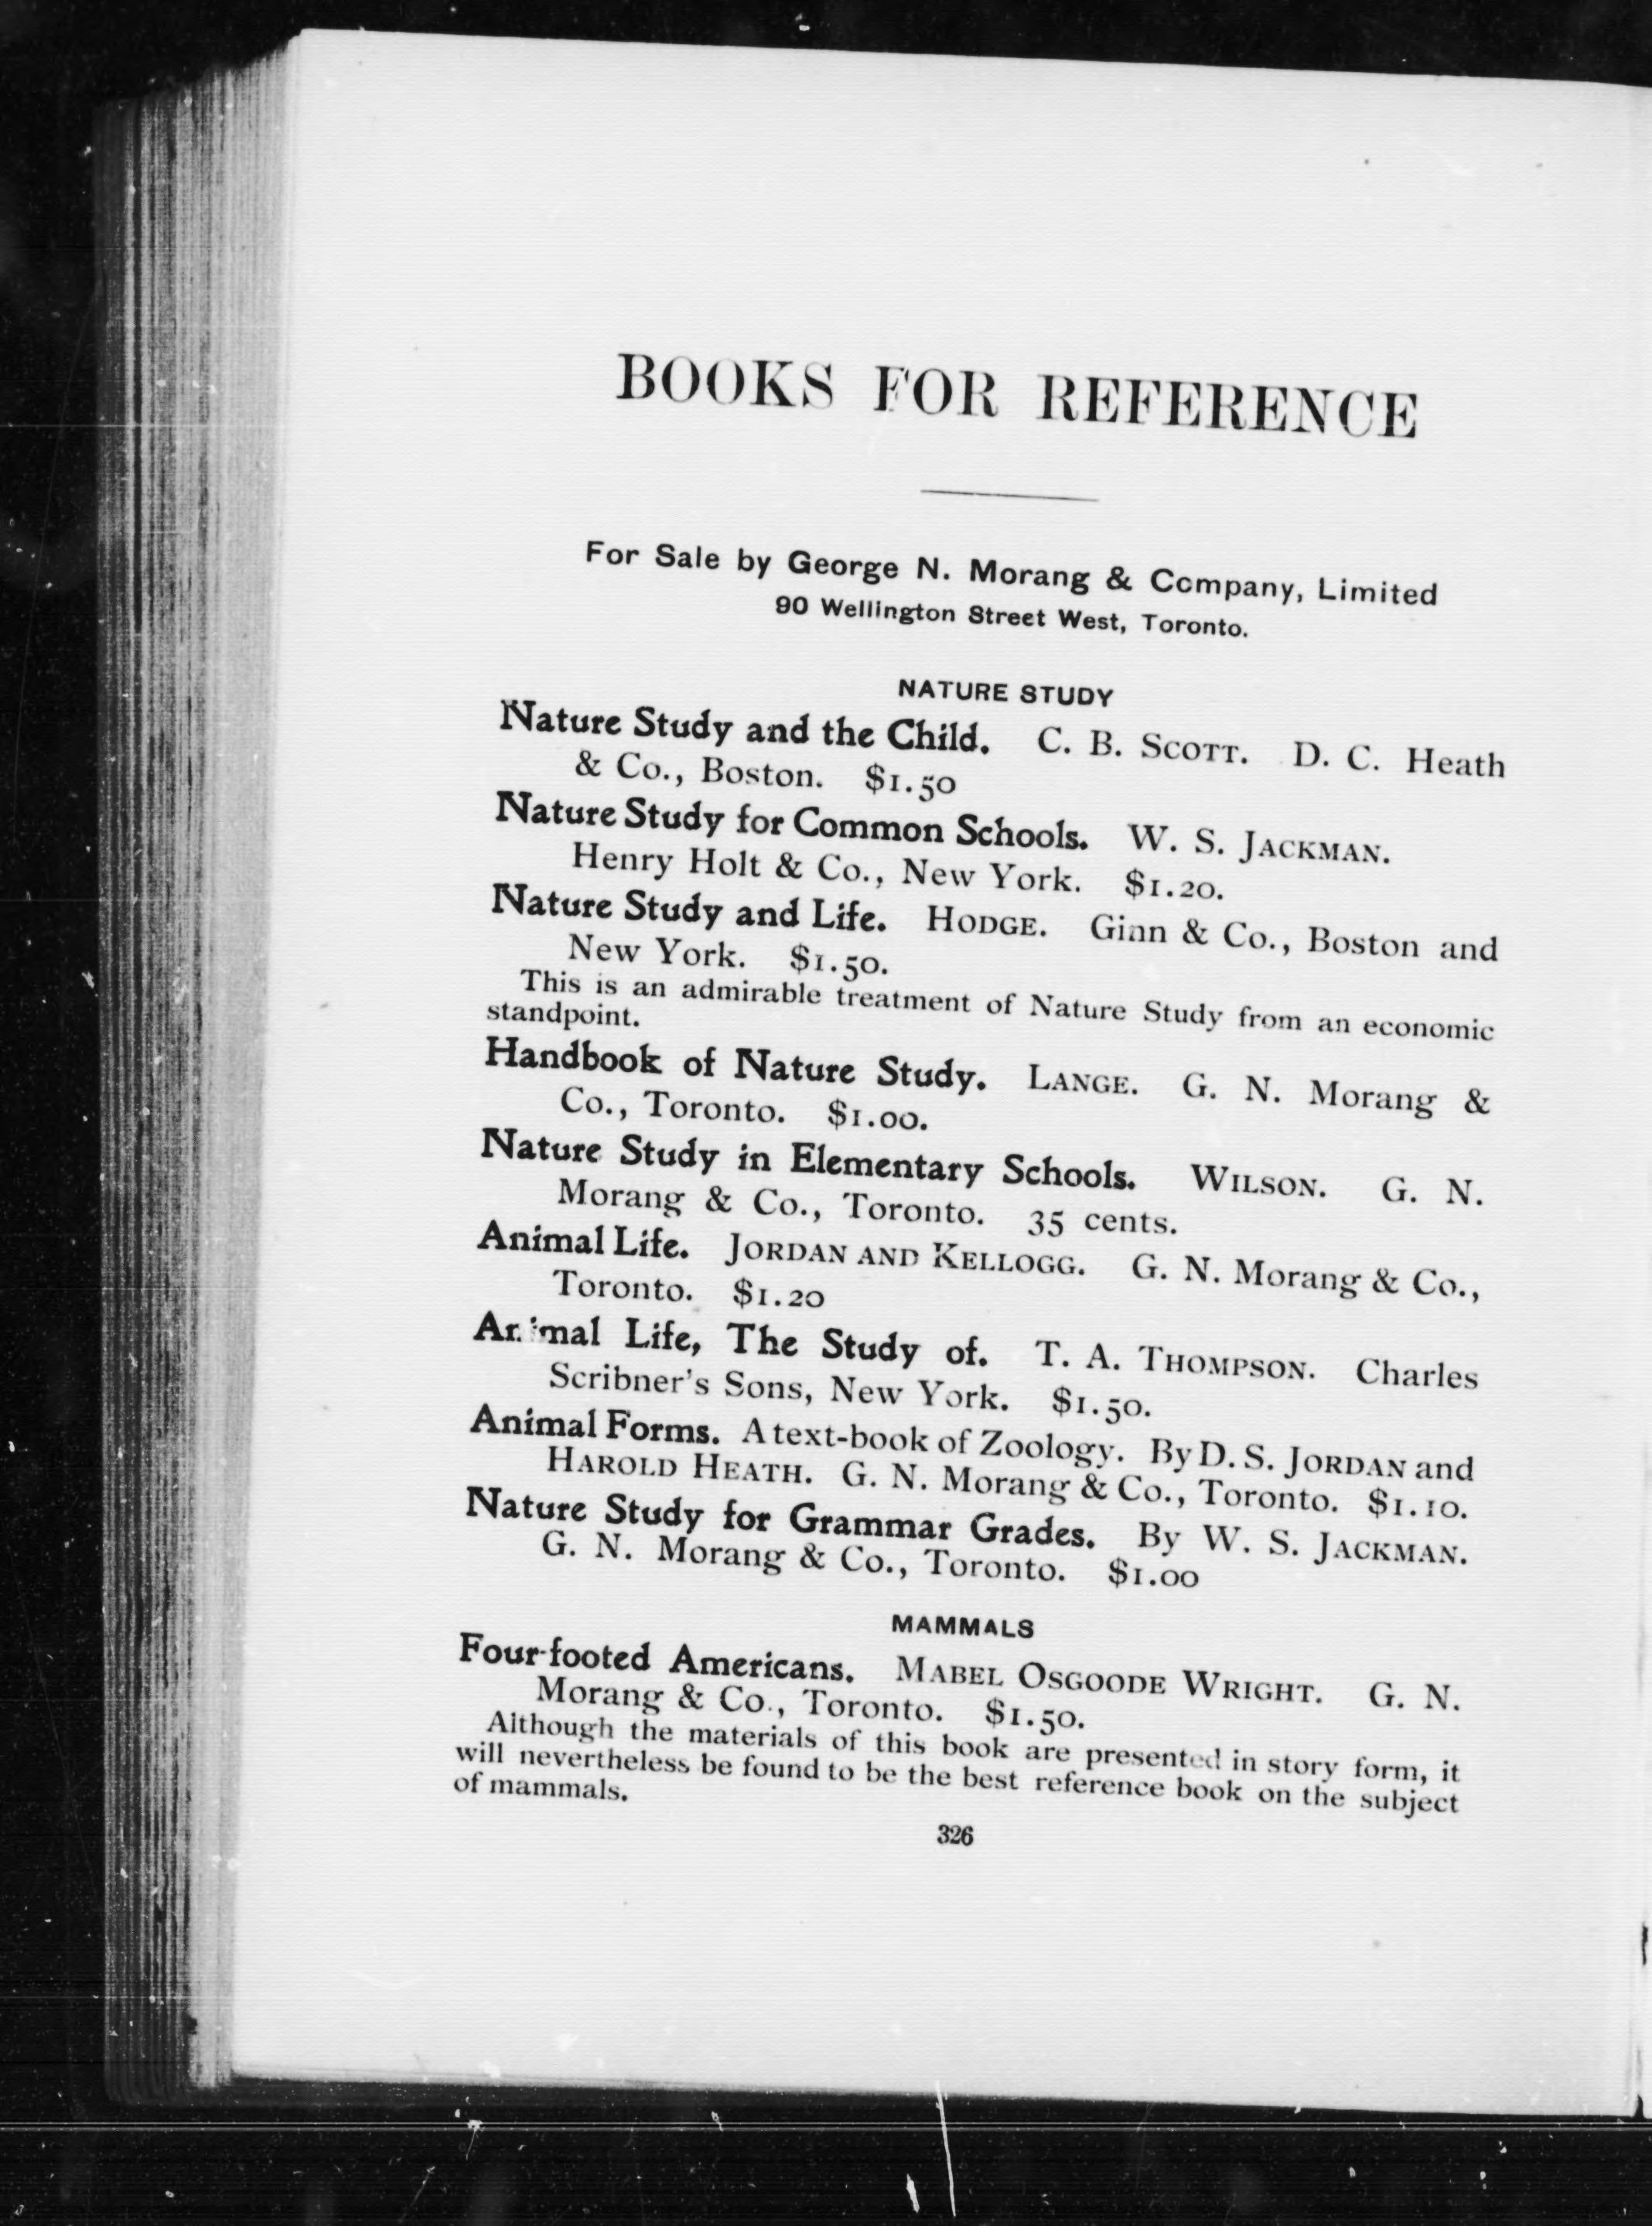 BOOKS FOR REFERENCE
For Sale by George N. Morang & Company, Limited
90 Wellington Street West, Toronto.
NATURE STUDY
Nature Study and the Child. C. B. SCOTT. D. C. Heath
& Co., Boston. $1.50
Nature Study for Common Schools. W. S. JACKMAN.
Henry Holt & Co., New York. $1.20.
Nature Study and Life. HODGE. Ginn & Co., Boston and
New York. $1.50.
This is an admirable treatment of Nature Study from an economic
standpoint.
Handbook of Nature Study. LANGE. G. N. Morang &
Co., Toronto. $1.00.
Nature Study in Elementary Schools. WILSON. G. N.
Morang & Co., Toronto. 35 cents.
Animal Life. JORDAN AND KELLOGG. G. N. Morang & Co.,
Toronto. $1.20
Animal Life, The Study of. T. A. THOMPSON. Charles
Scribner's Sons, New York. $1.50.
Animal Forms. A text-book of Zoology. By D. S. JORDAN and
HAROLD HEATH. G. N. Morang & Co., Toronto. $1.10.
Nature Study for Grammar Grades. By W. S. JACKMAN.
G. N. Morang & Co., Toronto. $1.00
MAMMALS
Four-footed Americans. MABEL OSGOODE WRIGHT. G. N.
Morang & Co., Toronto. $1.50.
Although the materials of this book are presented in story form, it
will nevertheless be found to be the best reference book on the subject
of mammals.
326